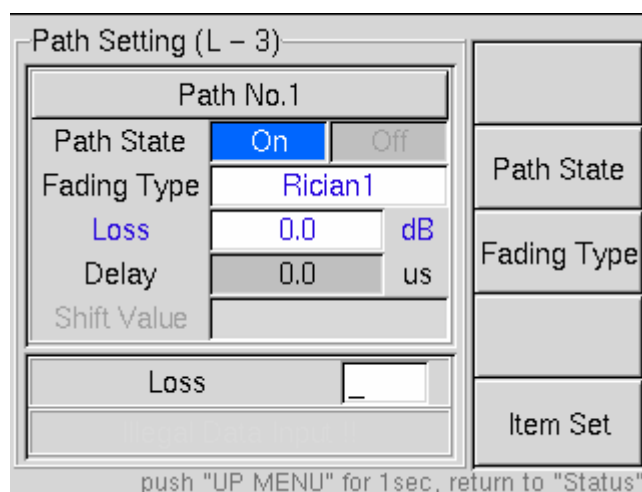 Path Setting (L – 3)
Path No.1
Path State On Off
Fading Type Rician1
Loss 0.0 dB
Delay 0.0 us
Shift Value
Loss _
Illegal Data Input !!
Path State
Fading Type
Item Set
push "UP MENU" for 1sec, return to "Status"